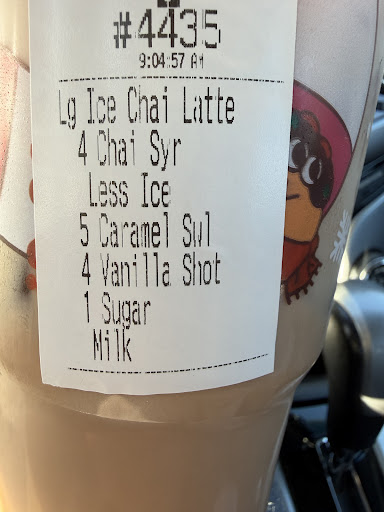 #4435
9:04:57 AM
Lg Ice Chai Latte
4 Chai Syr
Less Ice
5 Caramel Swl
4 Vanilla Shot
1 Sugar
Milk